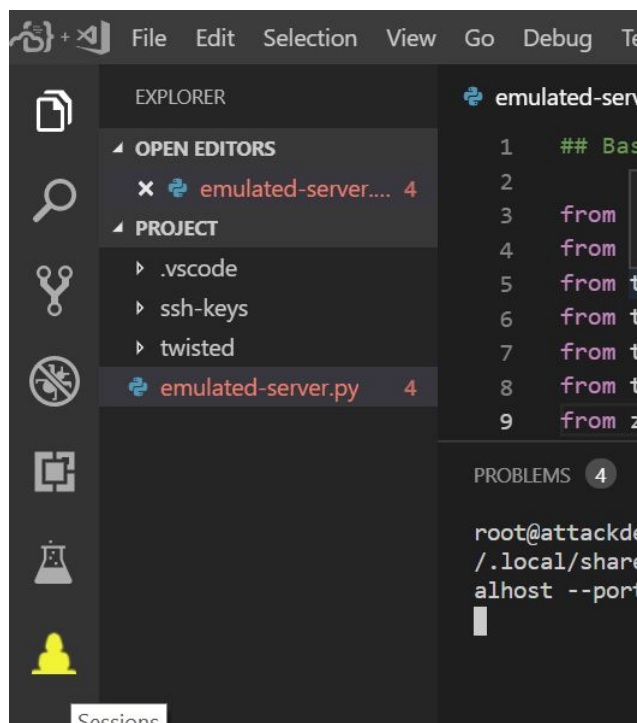 File Edit Selection View Go Debug
EXPLORER
OPEN EDITORS
emulated-server.... 4
PROJECT
.vscode
ssh-keys
twisted
emulated-server.py 4
emulated-serv
1 ## Bas
2
3 from
4 from
5 from t
6 from t
7 from t
8 from t
9 from z
PROBLEMS 4
root@attackde
/.local/share
alhost --port
Sessions